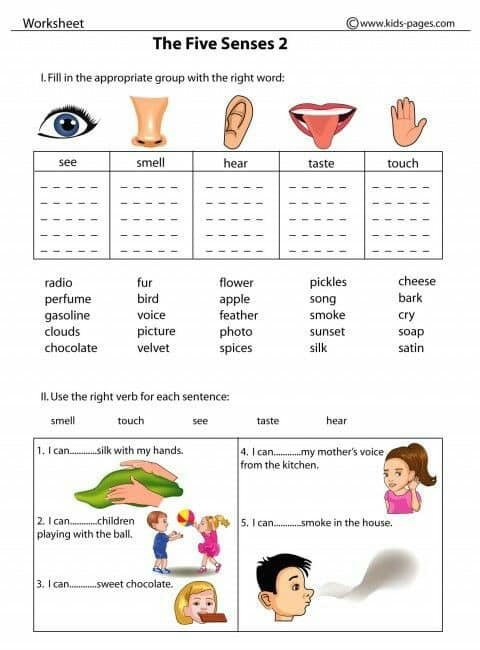 Worksheet
©www.kids-pages.com
The Five Senses 2
I. Fill in the appropriate group with the right word:
see smell hear taste touch
radio fur flower pickles cheese
perfume bird apple song bark
gasoline voice feather smoke cry
clouds picture photo sunset soap
chocolate velvet spices silk satin
II. Use the right verb for each sentence:
smell touch see taste hear
1. I can............silk with my hands.
2. I can............children
playing with the ball.
3. I can............sweet chocolate.
4. I can............my mother's voice
from the kitchen.
5. I can............smoke in the house.